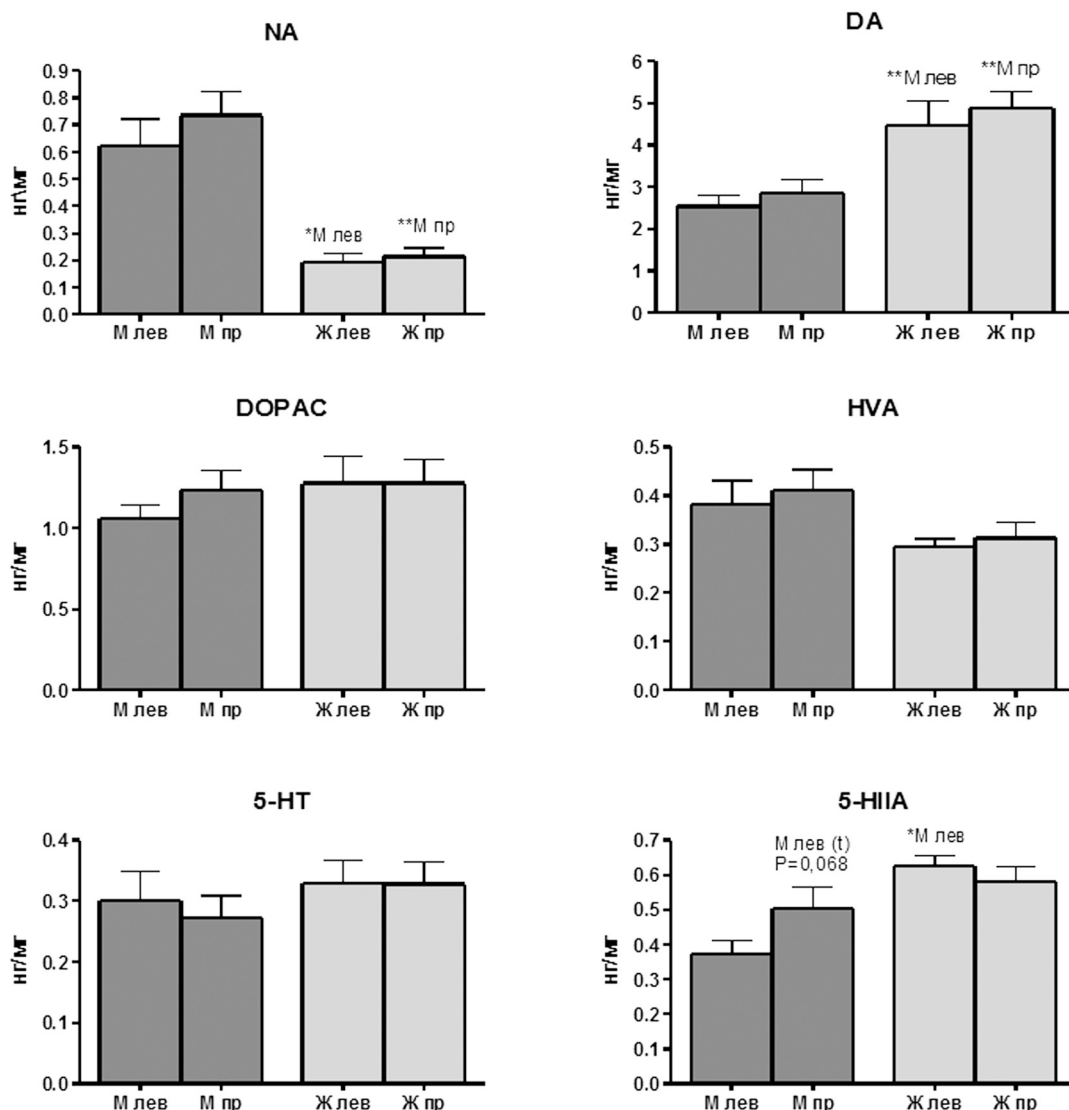 NA
0.9
0.8
0.7
0.6
0.5
0.4
0.3
0.2
0.1
0.0
нг\мг
*М лев
**М пр
М лев М пр Ж лев Ж пр
DA
6
5
4
3
2
1
0
нг/мг
**М лев
**М пр
М лев М пр Ж лев Ж пр
DOPAC
1.5
1.0
0.5
0.0
нг/мг
М лев М пр Ж лев Ж пр
HVA
0.5
0.4
0.3
0.2
0.1
0.0
нг/мг
М лев М пр Ж лев Ж пр
5-HT
0.4
0.3
0.2
0.1
0.0
нг/мг
М лев М пр Ж лев Ж пр
5-HIIA
0.7
0.6
0.5
0.4
0.3
0.2
0.1
0.0
нг/мг
М лев (t)
P=0,068
*М лев
М лев М пр Ж лев Ж пр